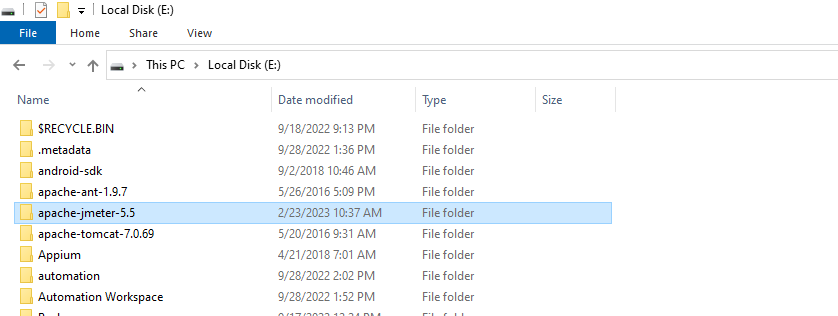 Local Disk (E:)
File Home Share View
This PC > Local Disk (E:)
Name Date modified Type Size
$RECYCLE.BIN 9/18/2022 9:13 PM File folder
.metadata 9/28/2022 1:36 PM File folder
android-sdk 9/2/2018 10:46 AM File folder
apache-ant-1.9.7 5/26/2016 5:09 PM File folder
apache-jmeter-5.5 2/23/2023 10:37 AM File folder
apache-tomcat-7.0.69 5/20/2016 9:31 AM File folder
Appium 4/21/2018 7:01 AM File folder
automation 9/28/2022 2:02 PM File folder
Automation Workspace 9/28/2022 1:52 PM File folder